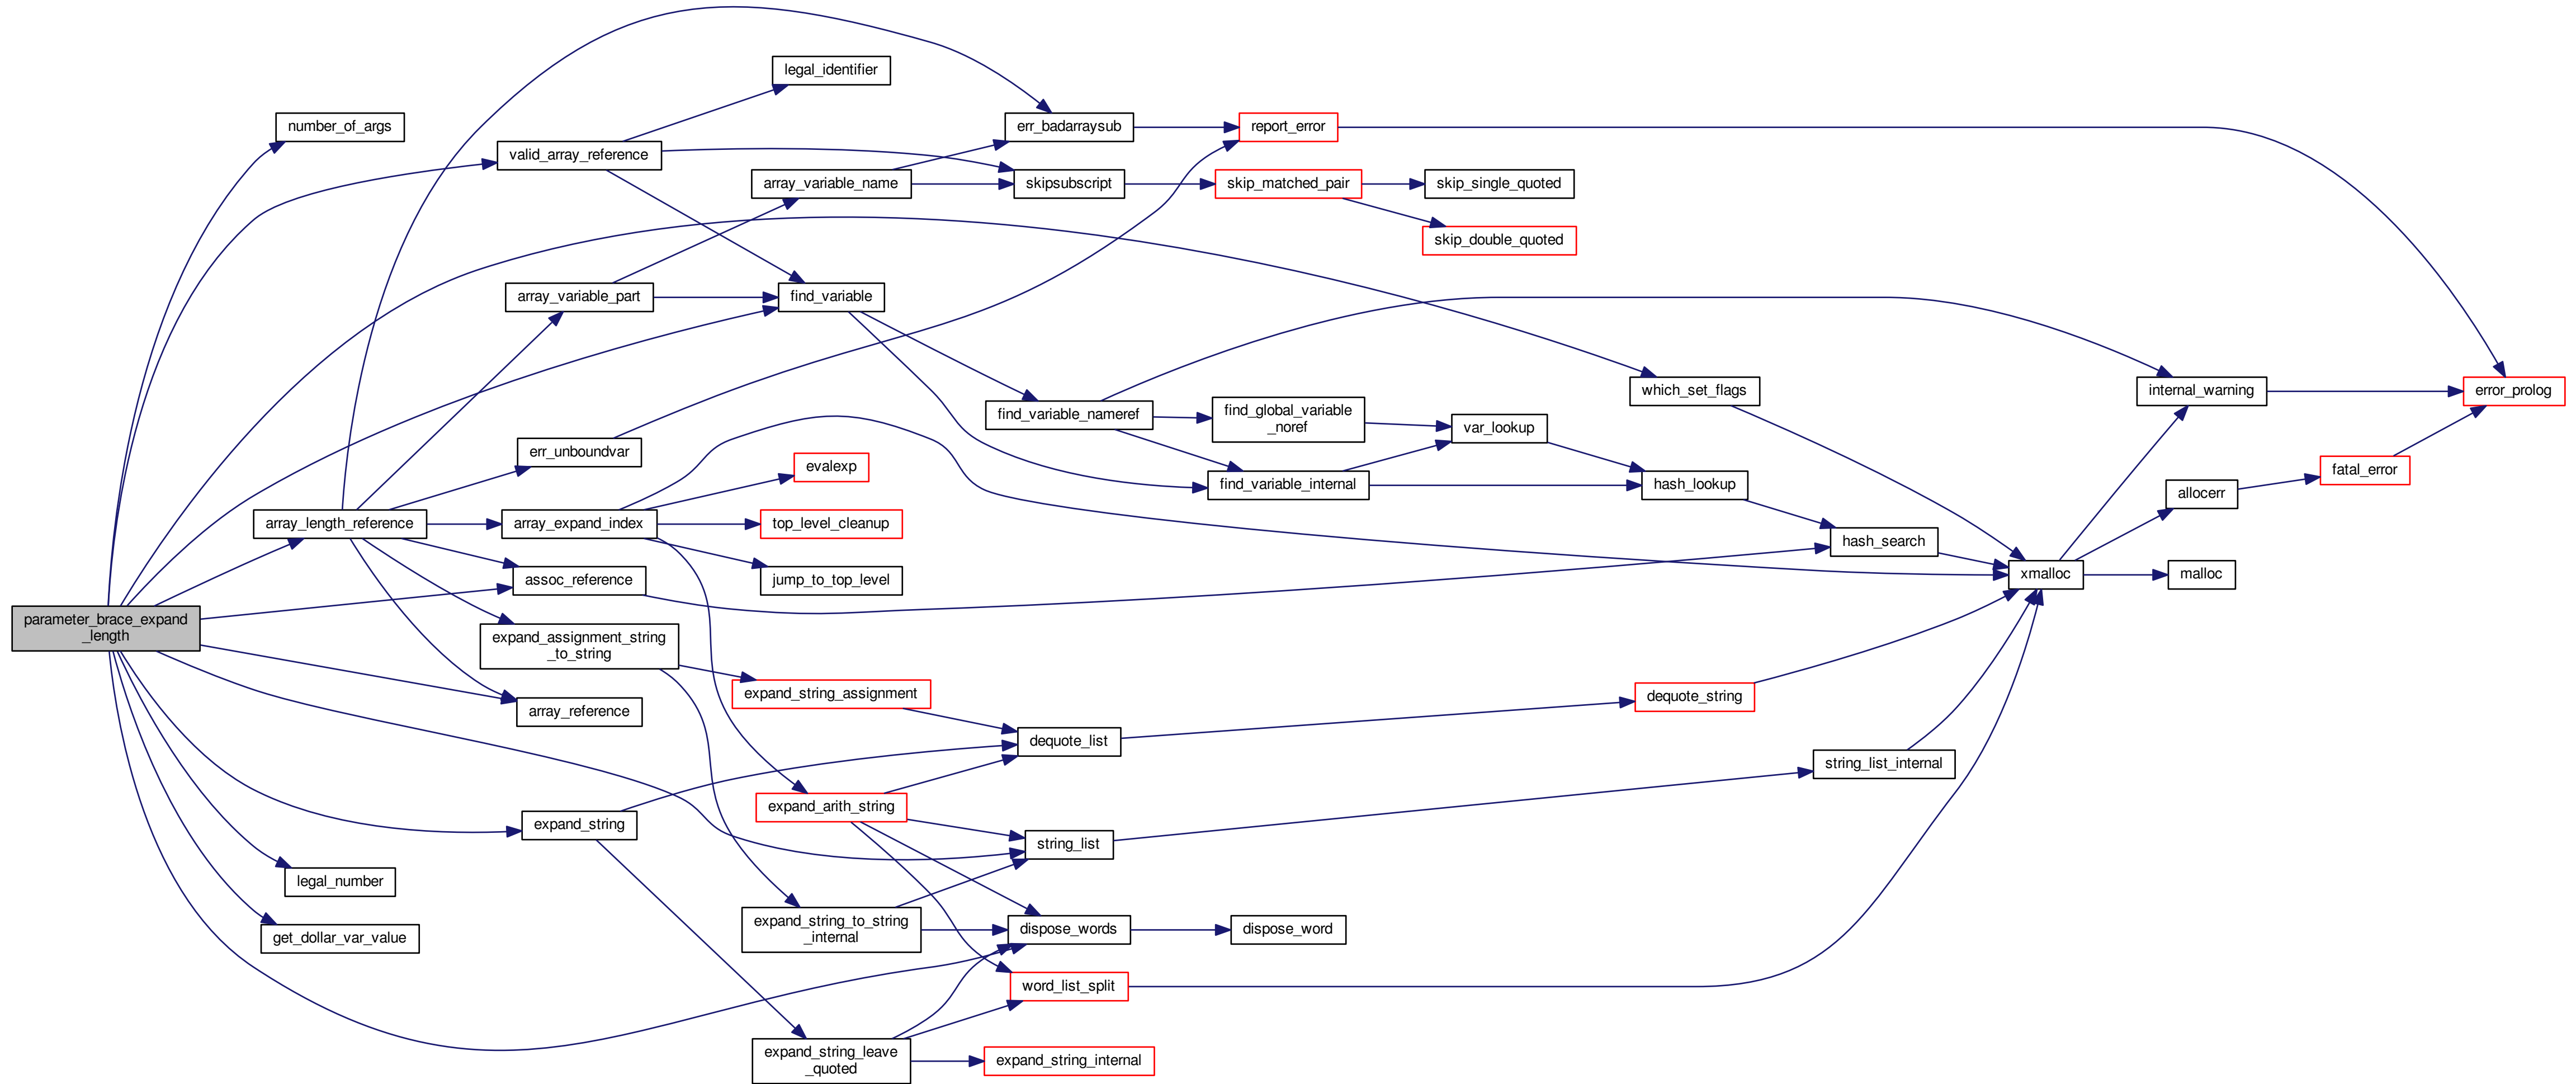 legal_identifier
number_of_args
err_badarraysub
report_error
valid_array_reference
array_variable_name
skipsubscript
skip_matched_pair
skip_single_quoted
skip_double_quoted
array_variable_part
find_variable
which_set_flags
internal_warning
error_prolog
find_variable_nameref
find_global_variable
_noref
var_lookup
err_unboundvar
evalexp
fatal_error
find_variable_internal
hash_lookup
allocerr
array_length_reference
array_expand_index
top_level_cleanup
hash_search
assoc_reference
jump_to_top_level
xmalloc
malloc
parameter_brace_expand
_length
expand_assignment_string
_to_string
expand_string_assignment
dequote_string
array_reference
dequote_list
string_list_internal
expand_arith_string
expand_string
string_list
legal_number
get_dollar_var_value
expand_string_to_string
_internal
dispose_words
dispose_word
word_list_split
expand_string_leave
_quoted
expand_string_internal